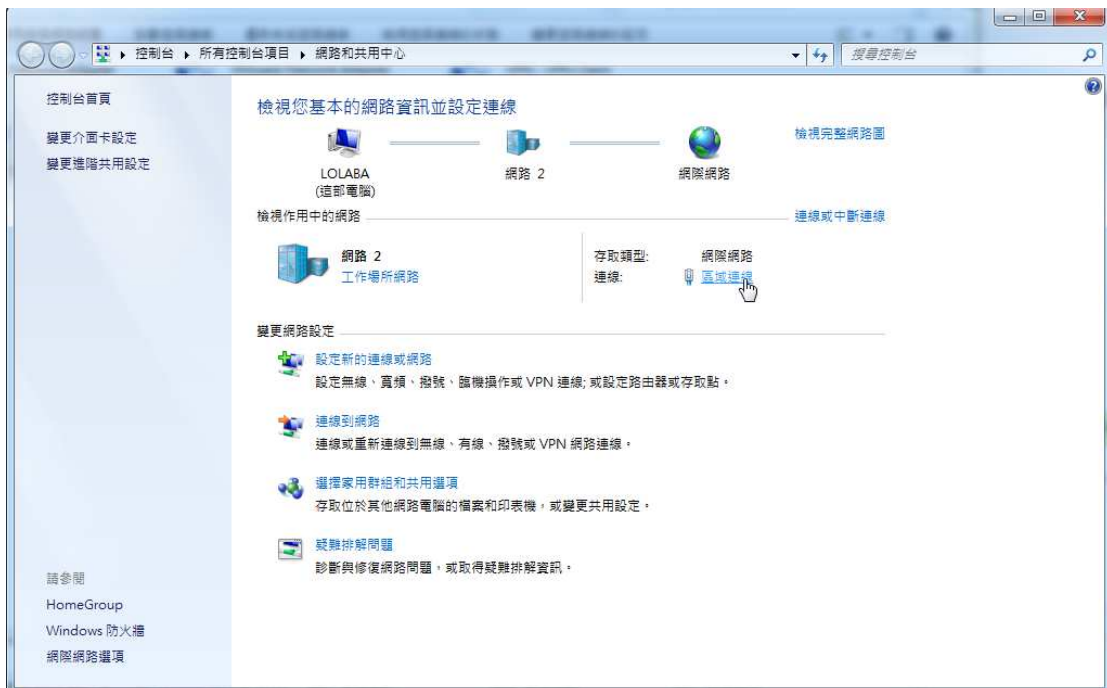 控制台 ▸ 所有控制台項目 ▸ 網路和共用中心
搜尋控制台
控制台首頁
變更介面卡設定
變更進階共用設定
檢視您基本的網路資訊並設定連線
檢視完整網路圖
LOLABA
(這部電腦)
網路 2
網際網路
檢視作用中的網路
連線或中斷連線
網路 2
工作場所網路
存取類型: 網際網路
連線: 區域連線
變更網路設定
設定新的連線或網路
設定無線、寬頻、撥號、臨機操作或 VPN 連線; 或設定路由器或存取點。
連線到網路
連線或重新連線到無線、有線、撥號或 VPN 網路連線。
選擇家用群組和共用選項
存取位於其他網路電腦的檔案和印表機，或變更共用設定。
疑難排解問題
診斷與修復網路問題，或取得疑難排解資訊。
請參閱
HomeGroup
Windows 防火牆
網際網路選項